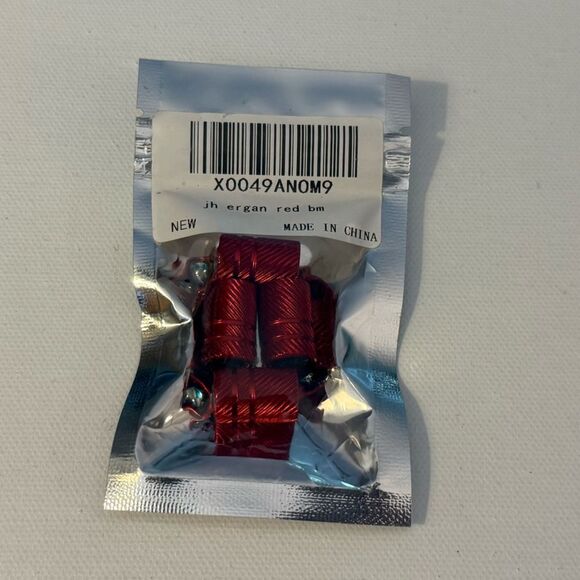 X0049AN0M9
jh ergan red bm
NEW MADE IN CHINA